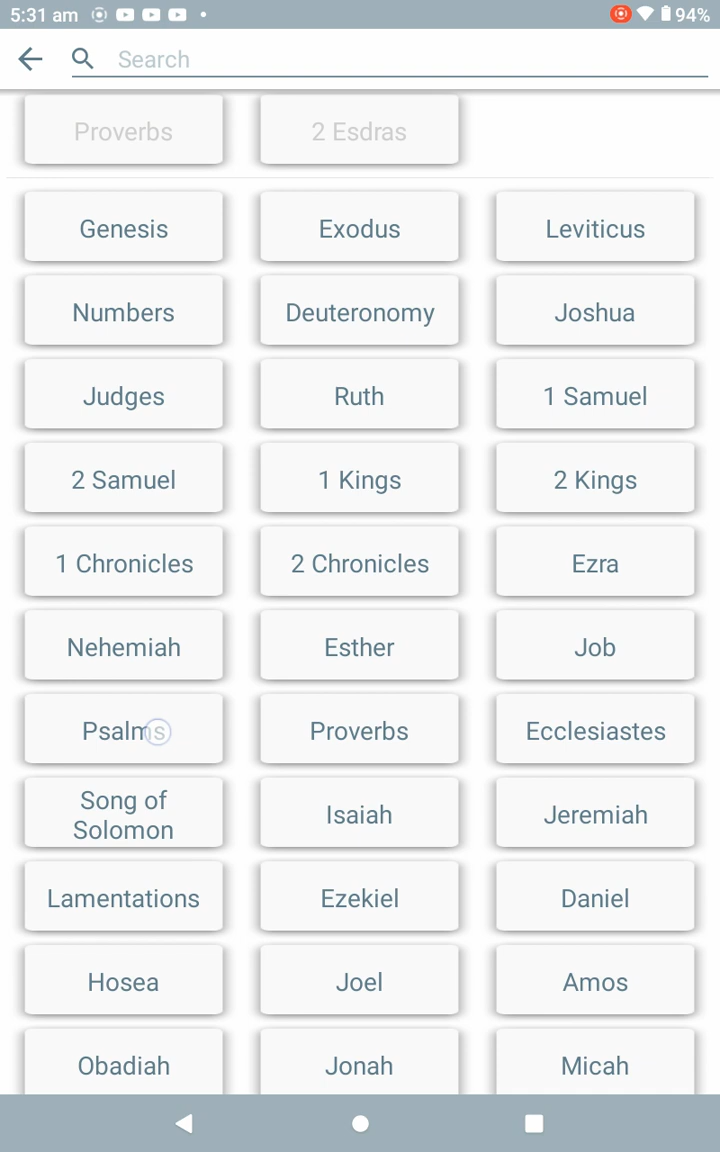 5:31 am
94%
Search
Proverbs
2 Esdras
Genesis
Exodus
Leviticus
Numbers
Deuteronomy
Joshua
Judges
Ruth
1 Samuel
2 Samuel
1 Kings
2 Kings
1 Chronicles
2 Chronicles
Ezra
Nehemiah
Esther
Job
Psalms
Proverbs
Ecclesiastes
Song of
Solomon
Isaiah
Jeremiah
Lamentations
Ezekiel
Daniel
Hosea
Joel
Amos
Obadiah
Jonah
Micah